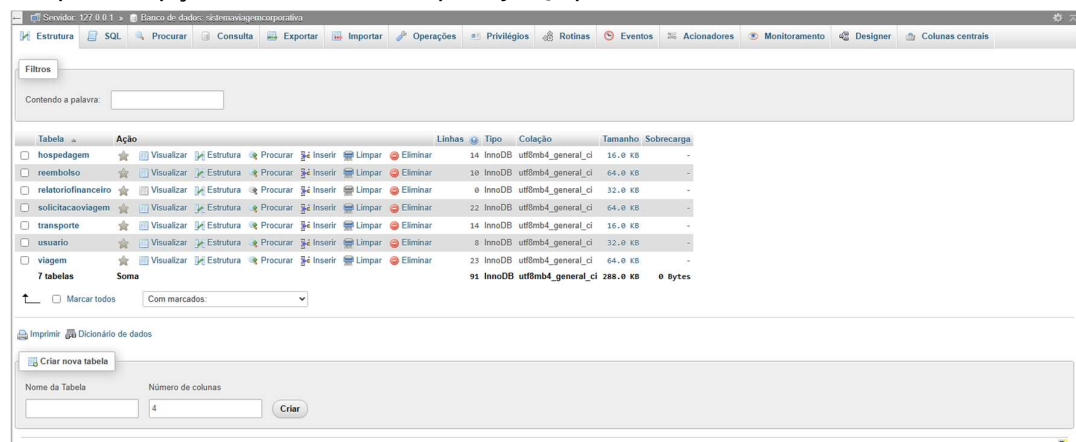 Servidor: 127.0.0.1 » Banco de dados: sistemaviagemcorporativa
Estrutura SQL Procurar Consulta Exportar Importar Operações Privilégios Rotinas Eventos Acionadores Monitoramento Designer Colunas centrais
Filtros
Contendo a palavra:
Tabela Ação Linhas Tipo Colação Tamanho Sobrecarga
hospedagem Visualizar Estrutura Procurar Inserir Limpar Eliminar 14 InnoDB utf8mb4_general_ci 16.0 KB -
reembolso Visualizar Estrutura Procurar Inserir Limpar Eliminar 10 InnoDB utf8mb4_general_ci 64.0 KB -
relatoriofinanceiro Visualizar Estrutura Procurar Inserir Limpar Eliminar 0 InnoDB utf8mb4_general_ci 32.0 KB -
solicitacaoviagem Visualizar Estrutura Procurar Inserir Limpar Eliminar 22 InnoDB utf8mb4_general_ci 64.0 KB -
transporte Visualizar Estrutura Procurar Inserir Limpar Eliminar 14 InnoDB utf8mb4_general_ci 16.0 KB -
usuario Visualizar Estrutura Procurar Inserir Limpar Eliminar 8 InnoDB utf8mb4_general_ci 32.0 KB -
viagem Visualizar Estrutura Procurar Inserir Limpar Eliminar 23 InnoDB utf8mb4_general_ci 64.0 KB -
7 tabelas Soma 91 InnoDB utf8mb4_general_ci 288.0 KB 0 Bytes
Marcar todos Com marcados:
Imprimir Dicionário de dados
Criar nova tabela
Nome da Tabela Número de colunas
4 Criar